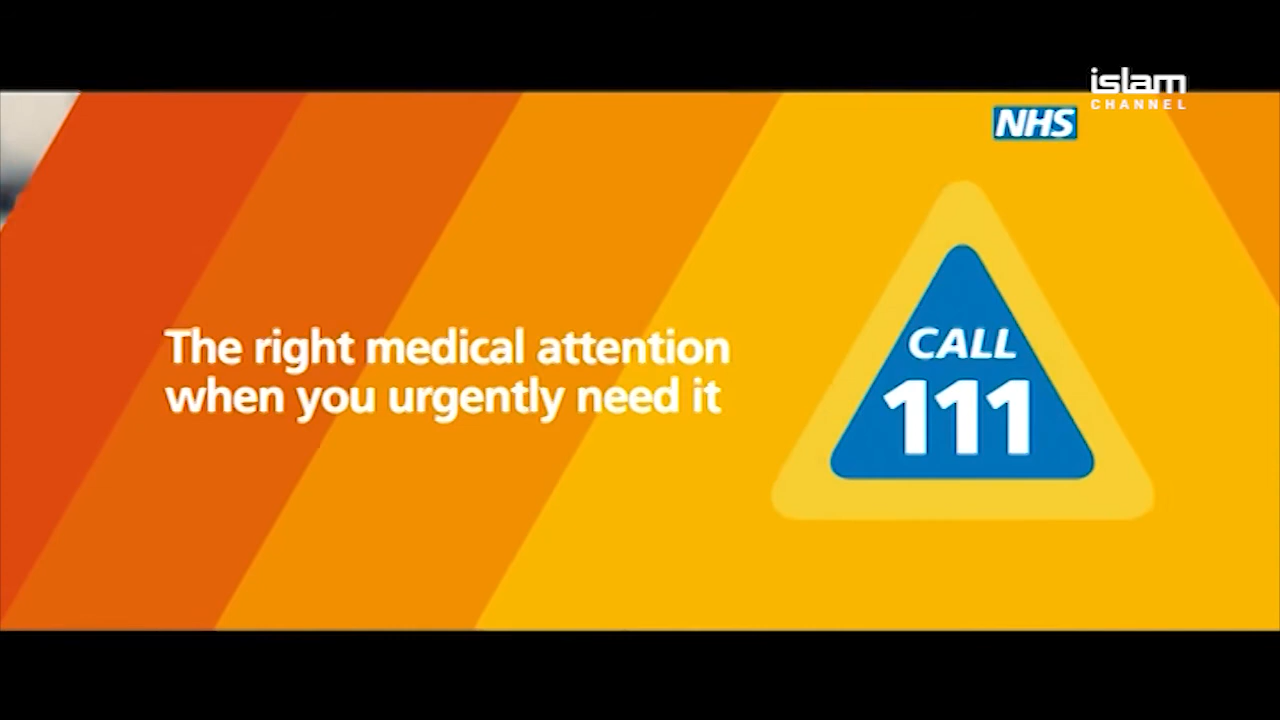 islam
CHANNEL
NHS
The right medical attention
when you urgently need it
CALL
111